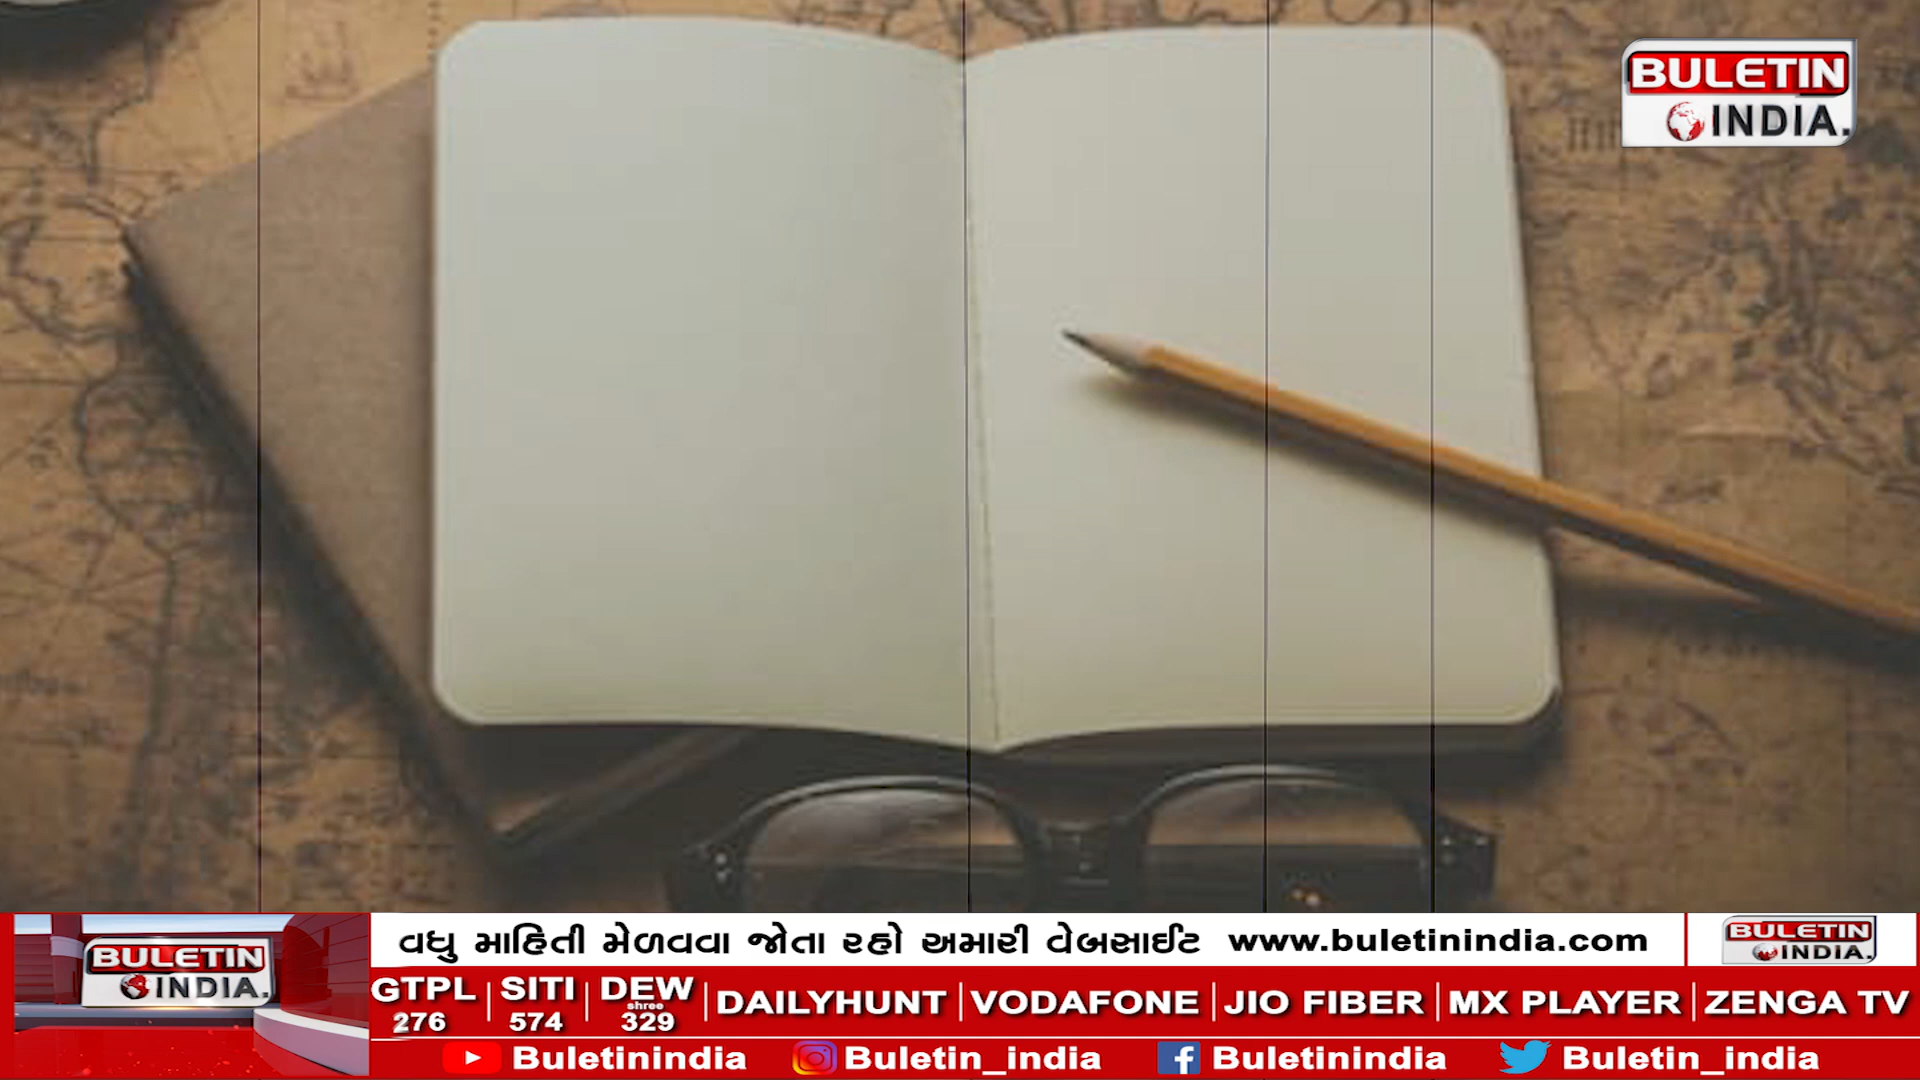 BULETIN
INDIA.
BULETIN
INDIA.
વધુ માહિતી મેળવવા જોતા રહો અમારી વેબસાઈટ www.buletinindia.com
BULETIN
INDIA.
GTPL 276 | SITI 574 | DEW shree 329 | DAILYHUNT | VODAFONE | JIO FIBER | MX PLAYER | ZENGA TV
Buletinindia Buletin_india Buletinindia Buletin_india